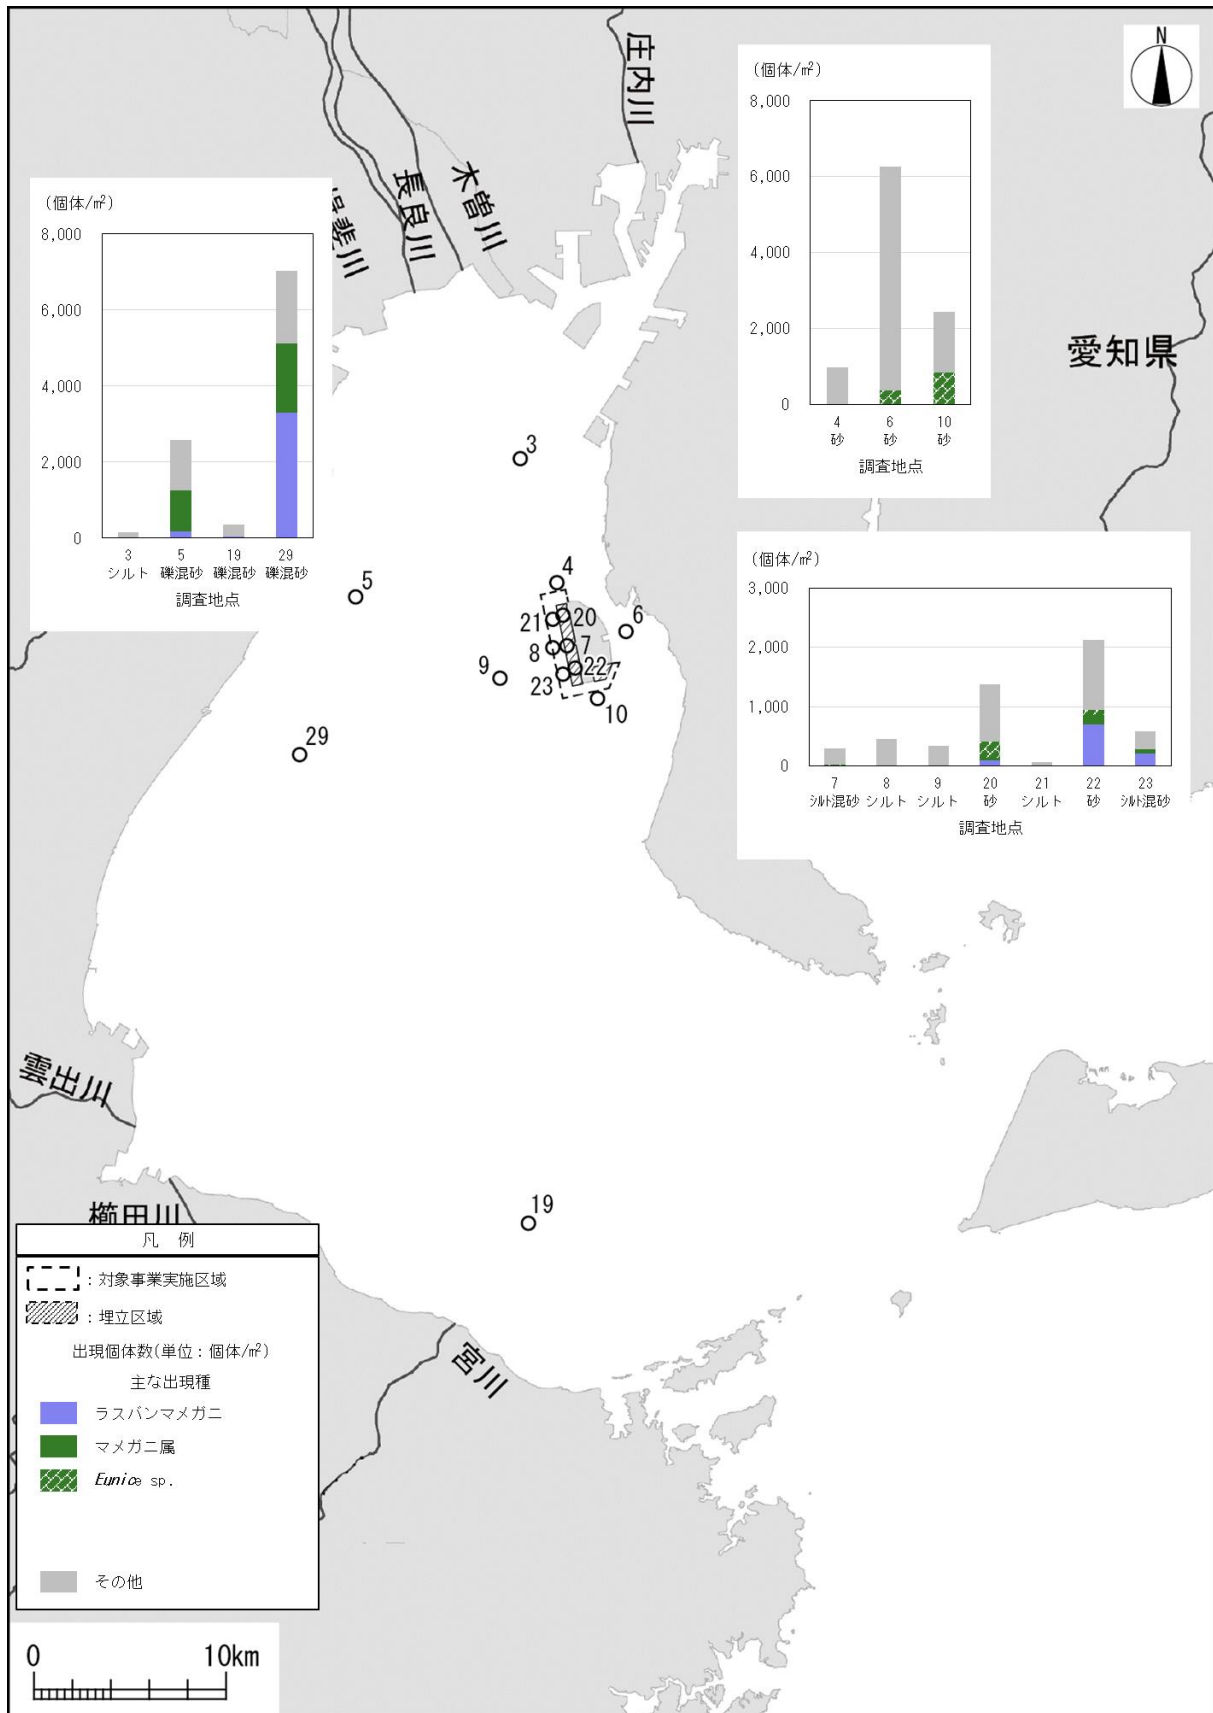 N
庄内川
木曽川
長良川
揖斐川
愛知県
(個体/㎡)
8,000
6,000
4,000
2,000
0
3 5 19 29
シルト 礫混砂 礫混砂 礫混砂
調査地点
(個体/㎡)
8,000
6,000
4,000
2,000
0
4 6 10
砂 砂 砂
調査地点
(個体/㎡)
3,000
2,000
1,000
0
7 8 9 20 21 22 23
シルト混砂 シルト シルト 砂 シルト 砂 シルト混砂
調査地点
3
4
5
20
6
21
7
8
22
9
23
10
29
19
雲出川
櫛田川
宮川
凡 例
:対象事業実施区域
:埋立区域
出現個体数(単位:個体/㎡)
主な出現種
ラスバンマメガニ
マメガニ属
Eunice sp.
その他
0 10km